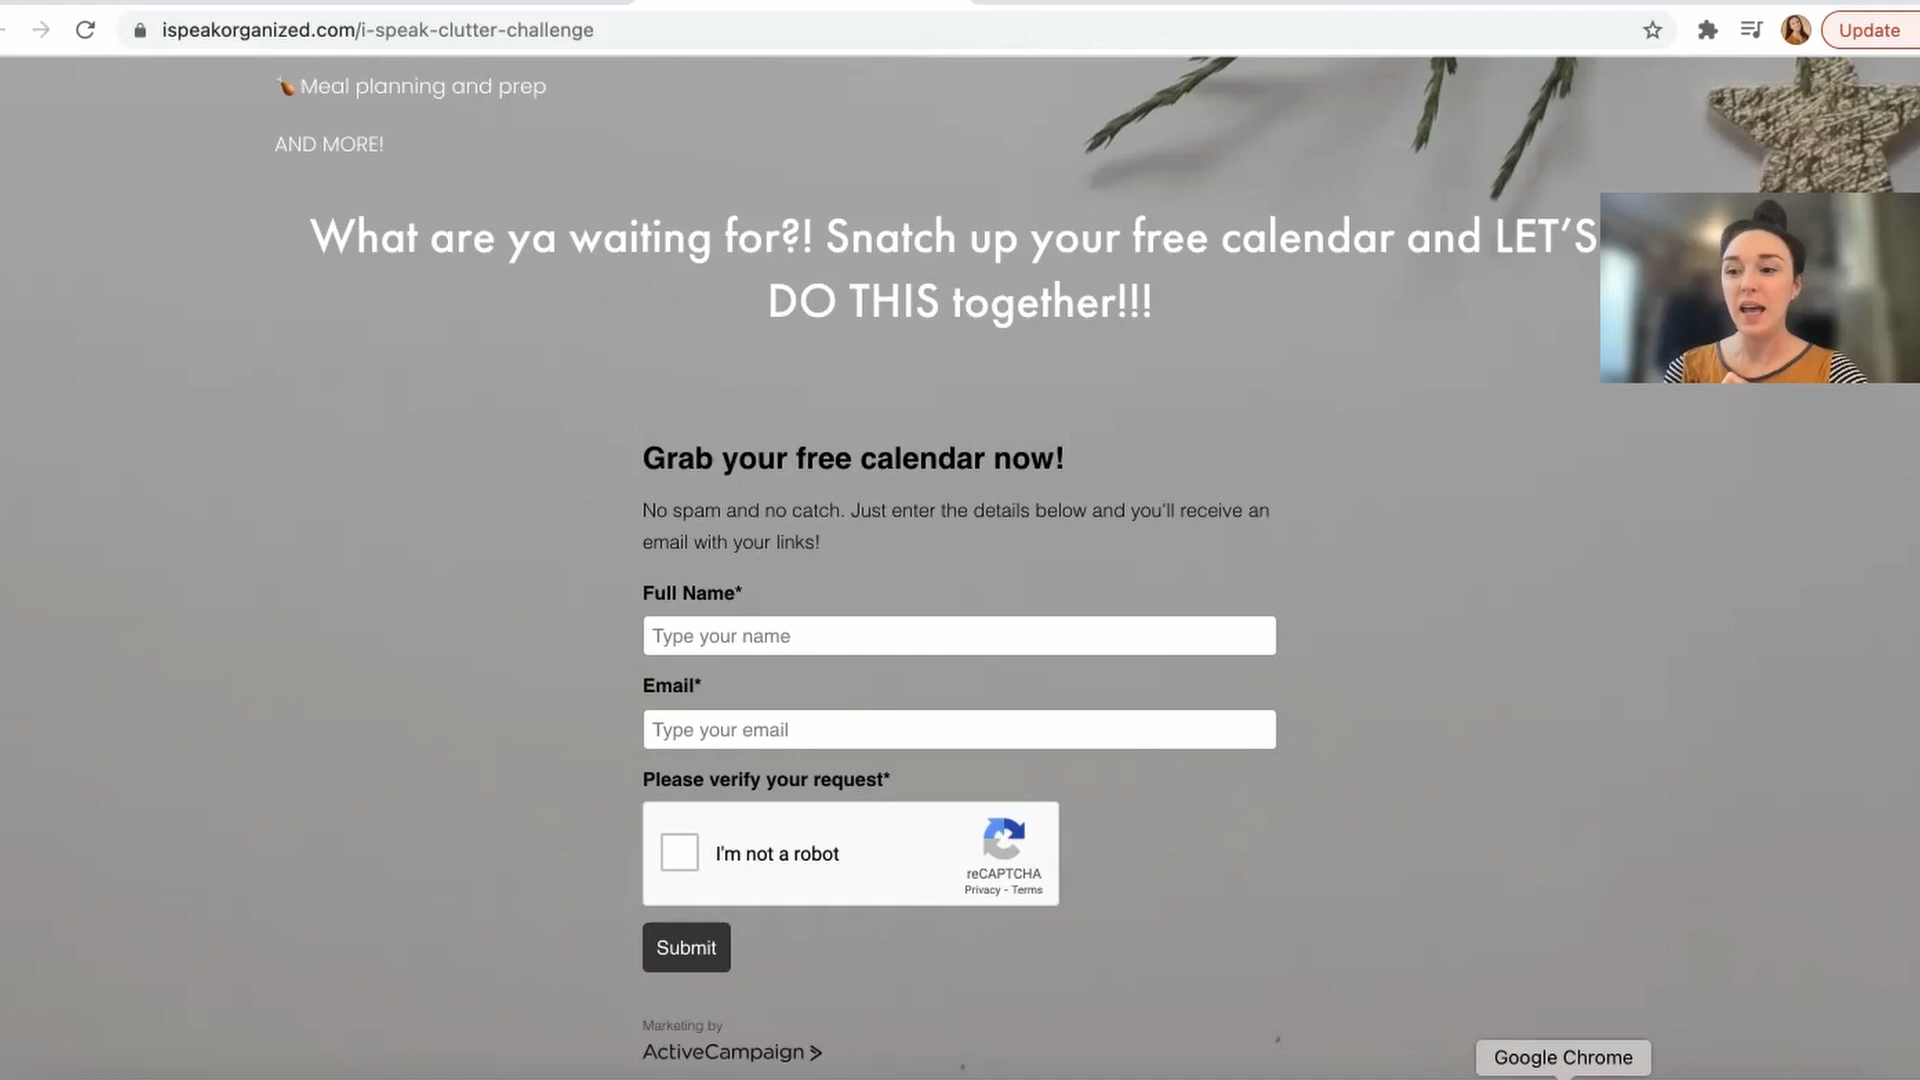 ispeakorganized.com/i-speak-clutter-challenge
Update
Meal planning and prep
AND MORE!
What are ya waiting for?! Snatch up your free calendar and LET'S
DO THIS together!!!
Grab your free calendar now!
No spam and no catch. Just enter the details below and you'll receive an
email with your links!
Full Name*
Type your name
Email*
Type your email
Please verify your request*
I'm not a robot
reCAPTCHA
Privacy - Terms
Submit
Marketing by
ActiveCampaign >
Google Chrome